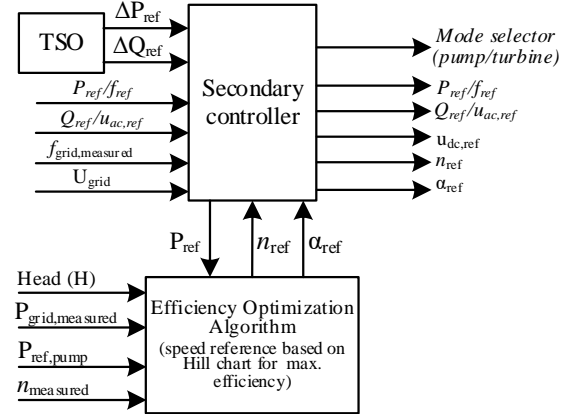 TSO
ΔP_ref
ΔQ_ref
P_ref/f_ref
Q_ref/u_ac,ref
f_grid,measured
U_grid
Secondary
controller
Mode selector
(pump/turbine)
P_ref/f_ref
Q_ref/u_ac,ref
u_dc,ref
n_ref
α_ref
P_ref
n_ref
α_ref
Head (H)
P_grid,measured
P_ref,pump
n_measured
Efficiency Optimization
Algorithm
(speed reference based on
Hill chart for max.
efficiency)